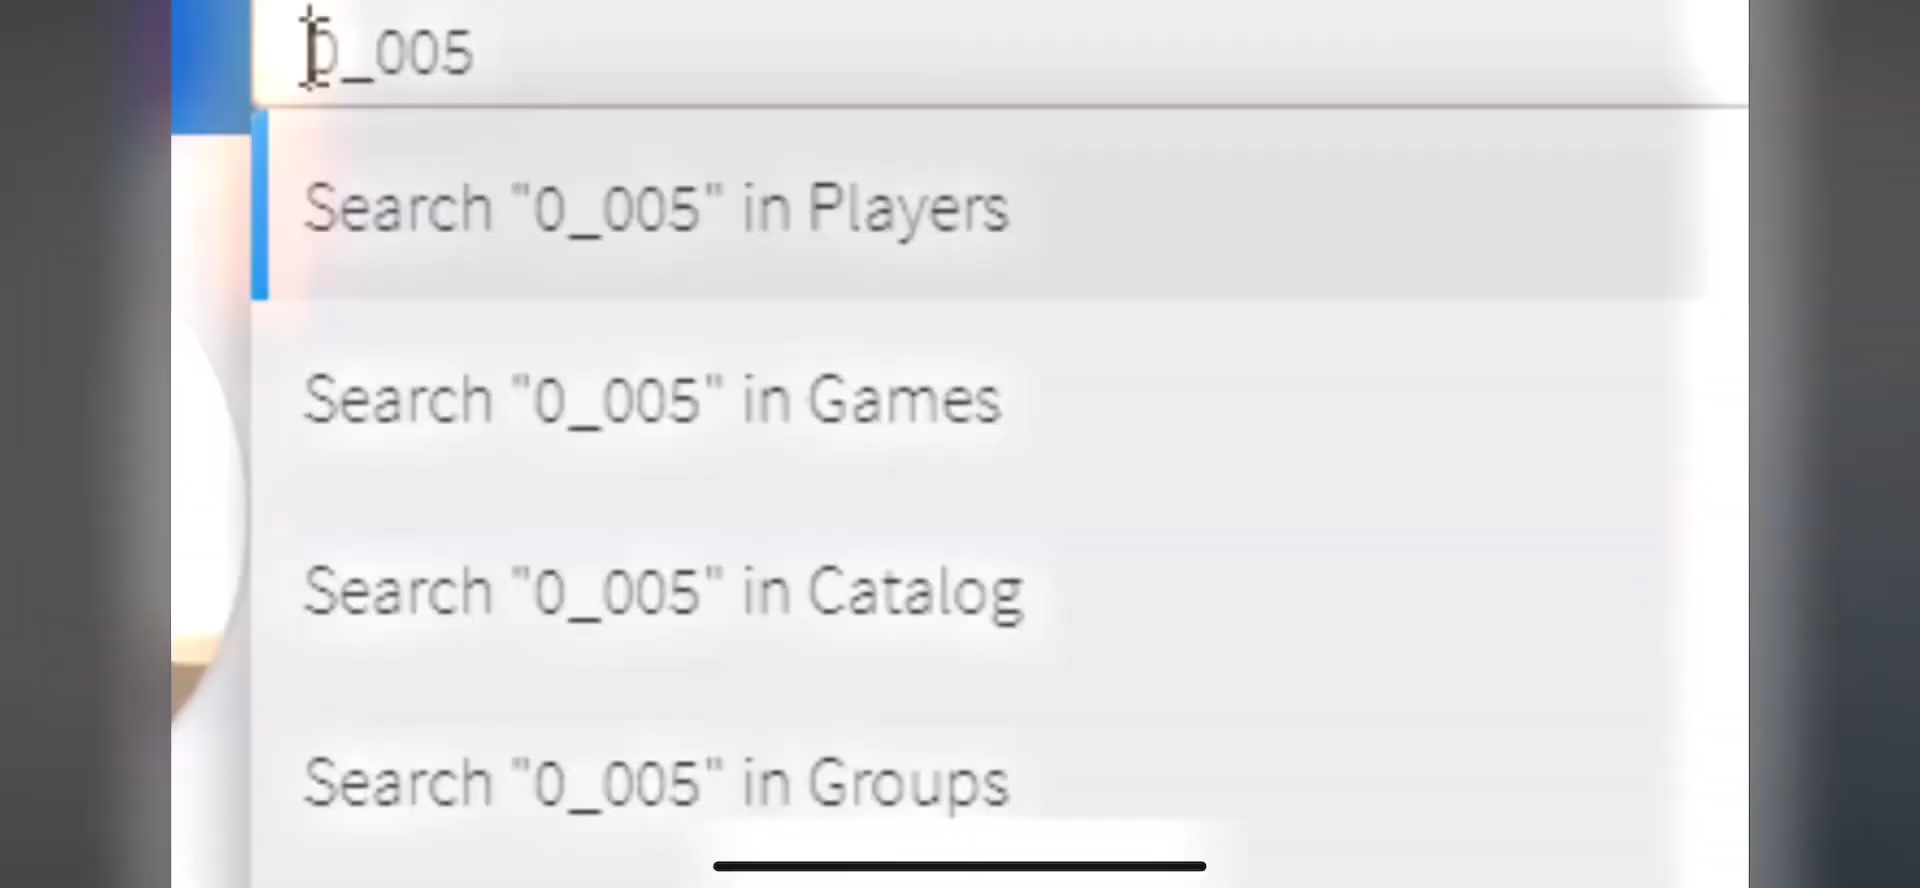 0_005
Search "0_005" in Players
Search "0_005" in Games
Search "0_005" in Catalog
Search "0_005" in Groups